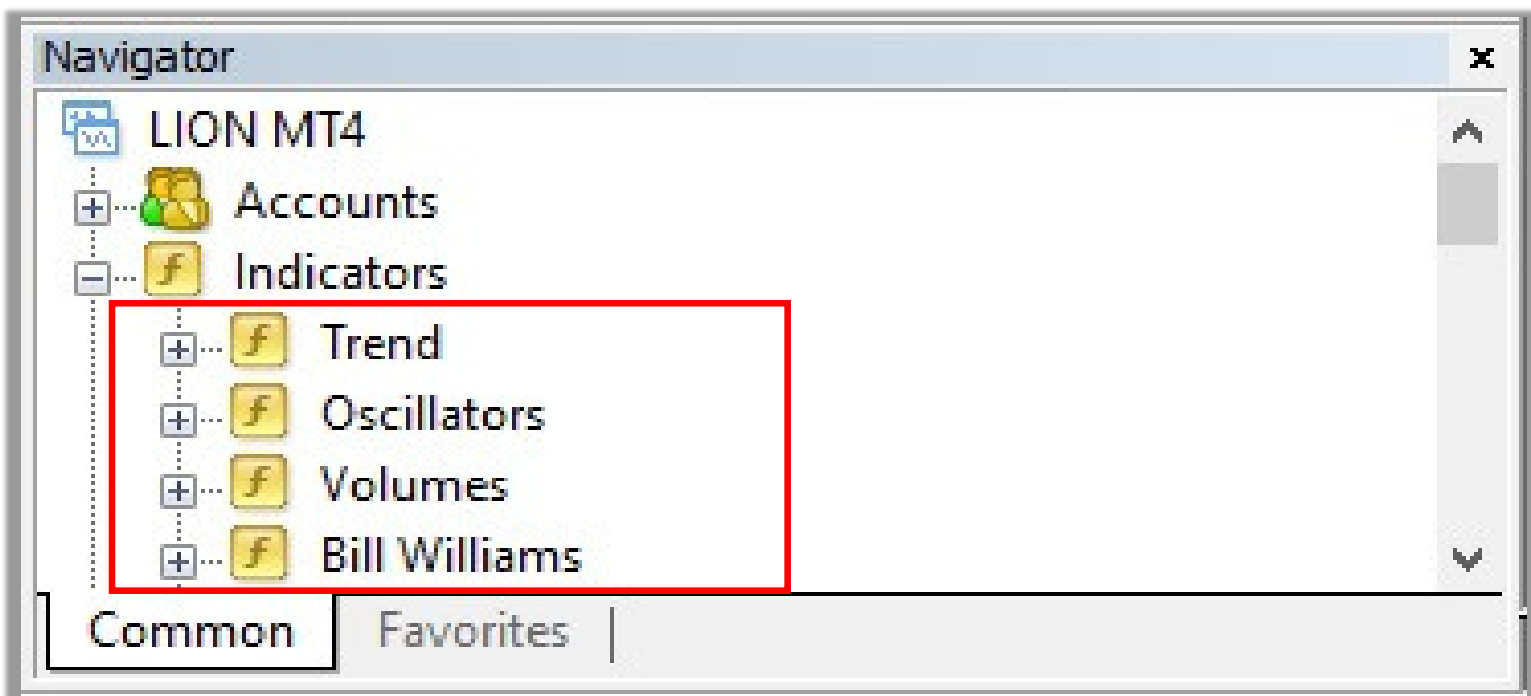 Navigator
LION MT4
Accounts
Indicators
Trend
Oscillators
Volumes
Bill Williams
Common Favorites